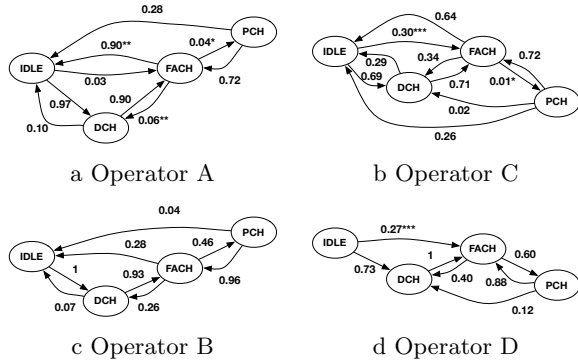 0.28
PCH
0.90**
0.04*
IDLE
FACH
0.03
0.72
0.97
0.90
0.10
DCH
0.06**
a Operator A
0.64
0.30***
IDLE
FACH
0.29
0.34
0.72
0.69
DCH
0.71
0.01*
PCH
0.02
0.26
b Operator C
0.04
PCH
0.28
0.46
IDLE
FACH
1
0.93
0.96
0.07
DCH
0.26
c Operator B
0.27***
IDLE
FACH
1
0.73
0.60
DCH
0.40
0.88
PCH
0.12
d Operator D